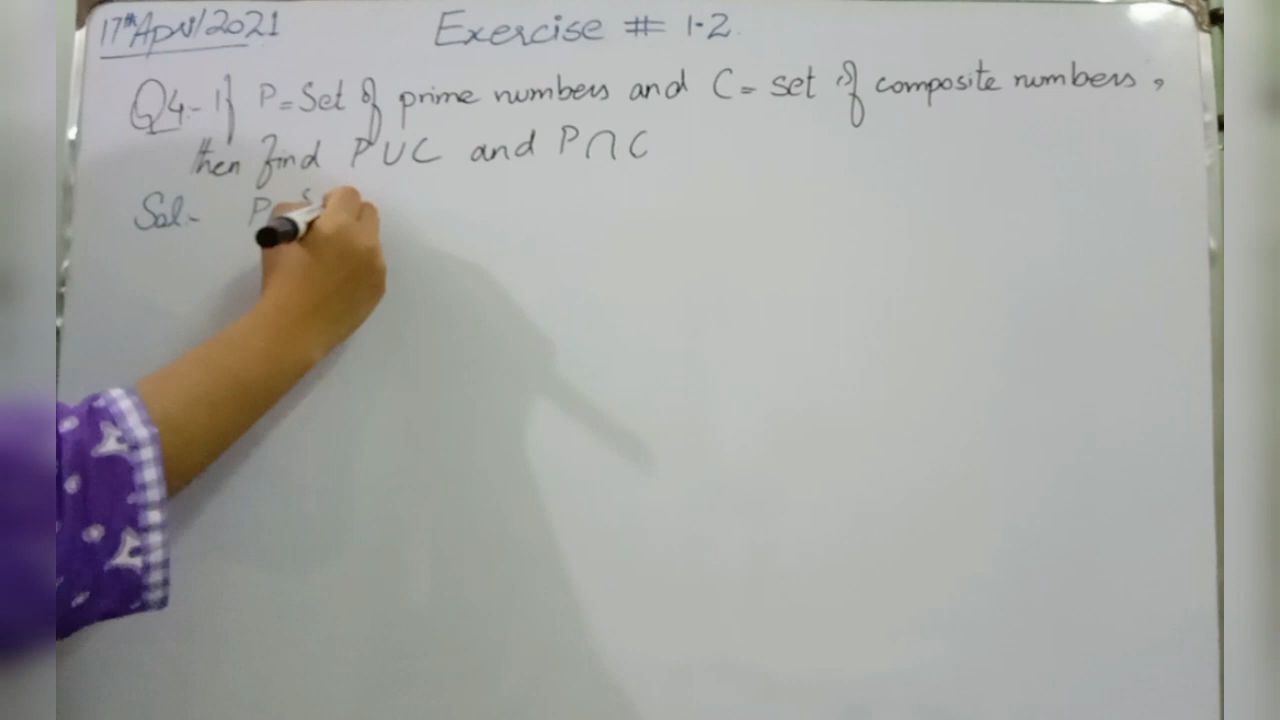 17th April/2021
Exercise # 1.2
Q4- If P = Set of prime numbers and C = set of composite numbers,
then find P∪C and P∩C
Sol- P